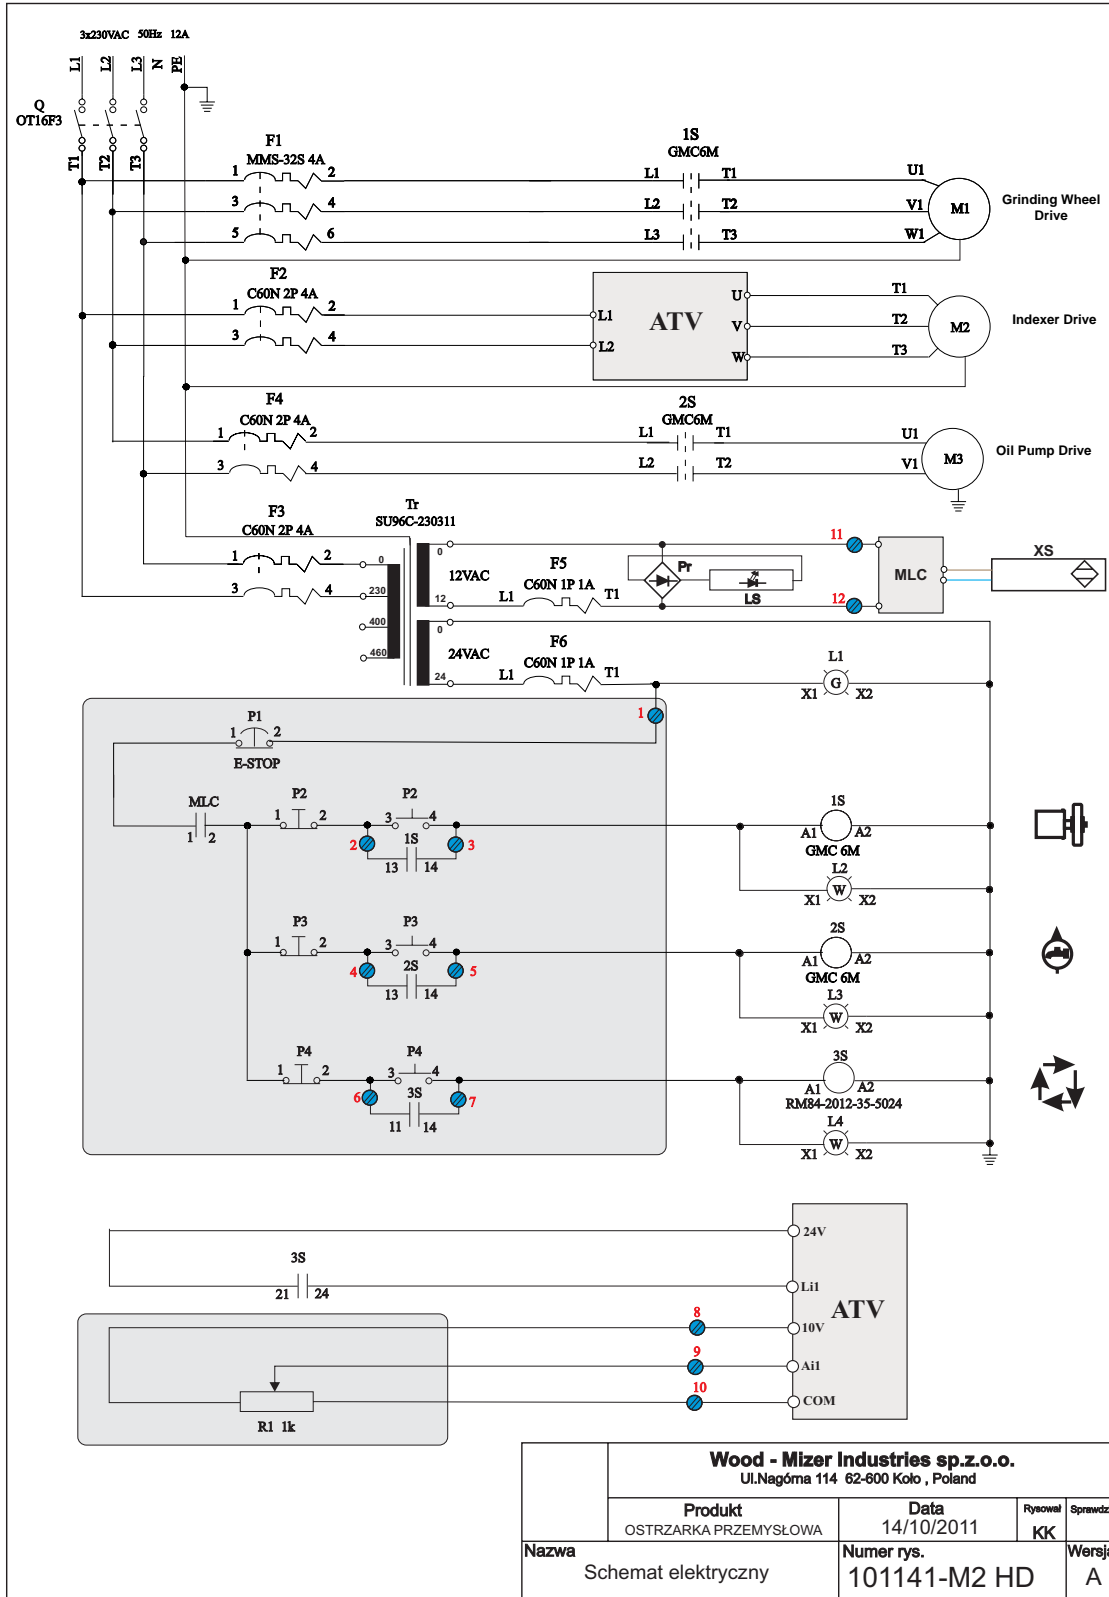 3x230VAC 50Hz 12A
L1 L2 L3 N PE
Q
OT16F3
T1 T2 T3
F1
MMS-32S 4A
1 2
3 4
5 6
1S
GMC6M
L1 T1 U1
L2 T2 V1
L3 T3 W1
M1
Grinding Wheel
Drive
F2
C60N 2P 4A
1 2
3 4
L1
L2
ATV
U
V
W
T1
T2
T3
M2
Indexer Drive
F4
C60N 2P 4A
1 2
3 4
2S
GMC6M
L1 T1 U1
L2 T2 V1
M3
Oil Pump Drive
F3
C60N 2P 4A
1 2
3 4
Tr
SU96C-230311
0
230
400
460
0
12VAC
12
0
24VAC
24
F5
C60N 1P 1A
L1 T1
Pr
LS
11
12
MLC
XS
F6
C60N 1P 1A
L1 T1
L1
G
X1 X2
1
P1
1 2
E-STOP
MLC
1 2
P2
1 2
P2
3 4
2 1S 3
13 14
1S
A1 A2
GMC 6M
L2
W
X1 X2
P3
1 2
P3
3 4
4 2S 5
13 14
2S
A1 A2
GMC 6M
L3
W
X1 X2
P4
1 2
P4
3 4
6 3S 7
11 14
3S
A1 A2
RM84-2012-35-5024
L4
W
X1 X2
24V
3S
21 24
Li1
ATV
8
10V
9
Ai1
10
COM
R1 1k
Wood - Mizer Industries sp.z.o.o.
Ul.Nagórna 114 62-600 Koło , Poland
Produkt
OSTRZARKA PRZEMYSŁOWA
Data
14/10/2011
Rysował
KK
Sprawdz
Nazwa
Schemat elektryczny
Numer rys.
101141-M2 HD
Wersja
A